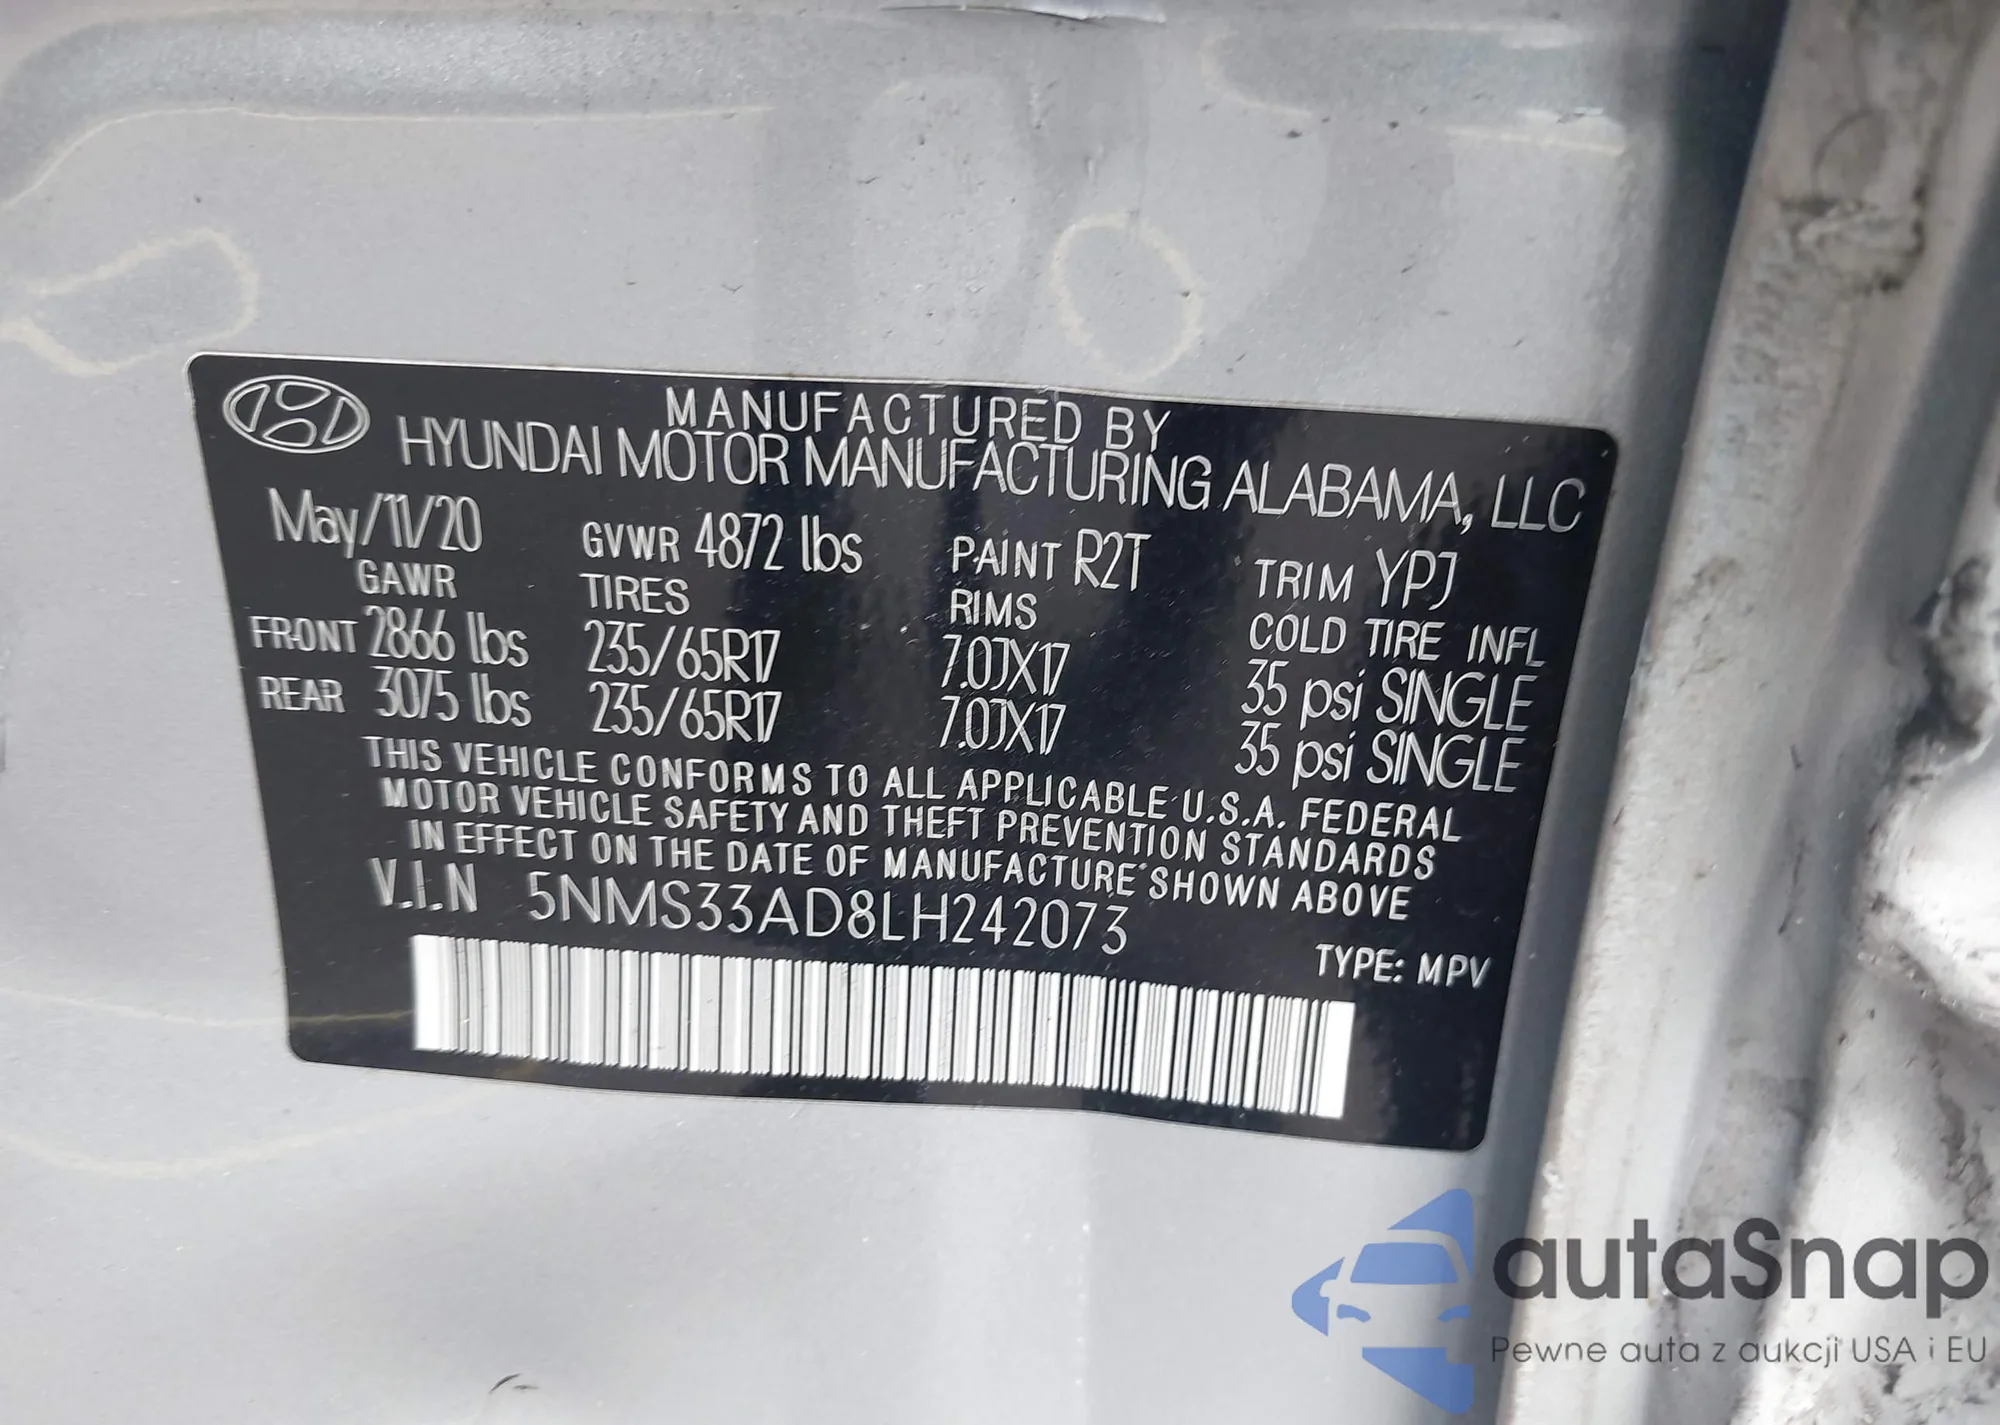 MANUFACTURED BY
HYUNDAI MOTOR MANUFACTURING ALABAMA, LLC
May/11/20 GVWR 4872 lbs PAINT R2T TRIM YPJ
GAWR TIRES RIMS COLD TIRE INFL
FRONT 2866 lbs 235/65R17 7.0JX17 35 psi SINGLE
REAR 3075 lbs 235/65R17 7.0JX17 35 psi SINGLE
THIS VEHICLE CONFORMS TO ALL APPLICABLE U.S.A. FEDERAL
MOTOR VEHICLE SAFETY AND THEFT PREVENTION STANDARDS
IN EFFECT ON THE DATE OF MANUFACTURE SHOWN ABOVE
V.I.N 5NMS33AD8LH242073
TYPE: MPV
autaSnap
Pewne auta z aukcji USA i EU